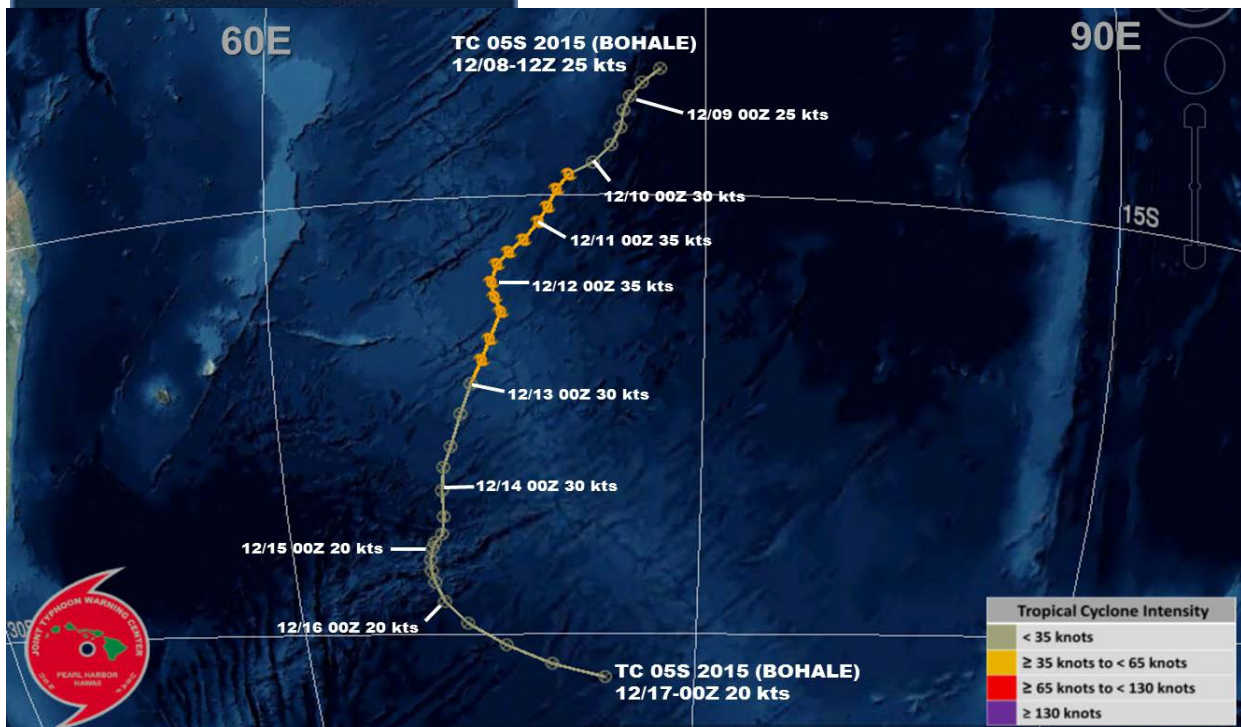 60E
90E
TC 05S 2015 (BOHALE)
12/08-12Z 25 kts
12/09 00Z 25 kts
12/10 00Z 30 kts
15S
12/11 00Z 35 kts
12/12 00Z 35 kts
12/13 00Z 30 kts
12/14 00Z 30 kts
12/15 00Z 20 kts
12/16 00Z 20 kts
TC 05S 2015 (BOHALE)
12/17-00Z 20 kts
JOINT TYPHOON WARNING CENTER
PEARL HARBOR
HAWAII
Tropical Cyclone Intensity
< 35 knots
≥ 35 knots to < 65 knots
≥ 65 knots to < 130 knots
≥ 130 knots